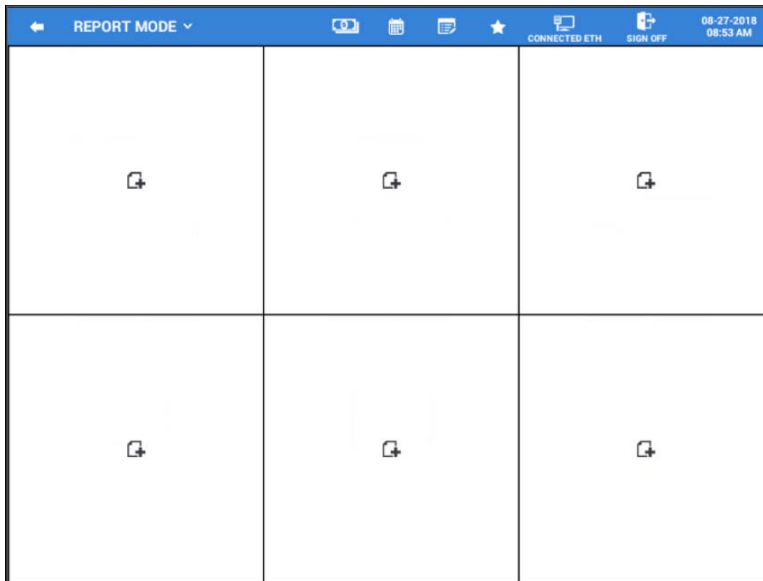 REPORT MODE
CONNECTED ETH
SIGN OFF
08-27-2018
08:53 AM